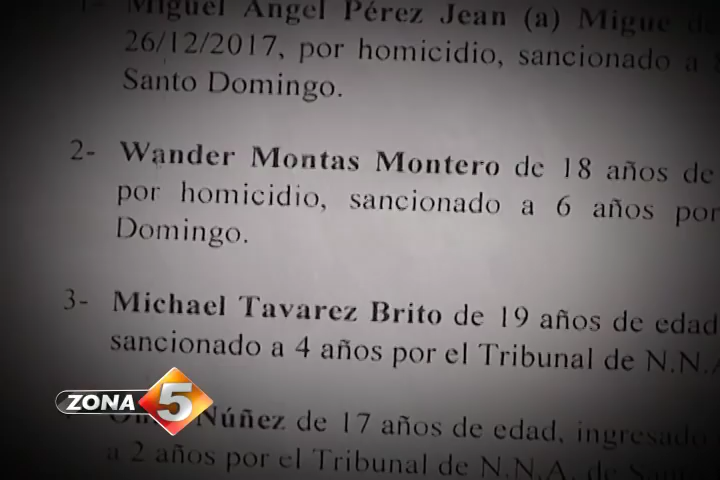 1- Miguel Angel Pérez Jean (a) Migue de
26/12/2017, por homicidio, sancionado a
Santo Domingo.
2- Wander Montas Montero de 18 años de
por homicidio, sancionado a 6 años por
Domingo.
3- Michael Tavarez Brito de 19 años de edad
sancionado a 4 años por el Tribunal de N.N.A
Núñez de 17 años de edad, ingresado
a 2 años por el Tribunal de N.N.A. de
ZONA 5